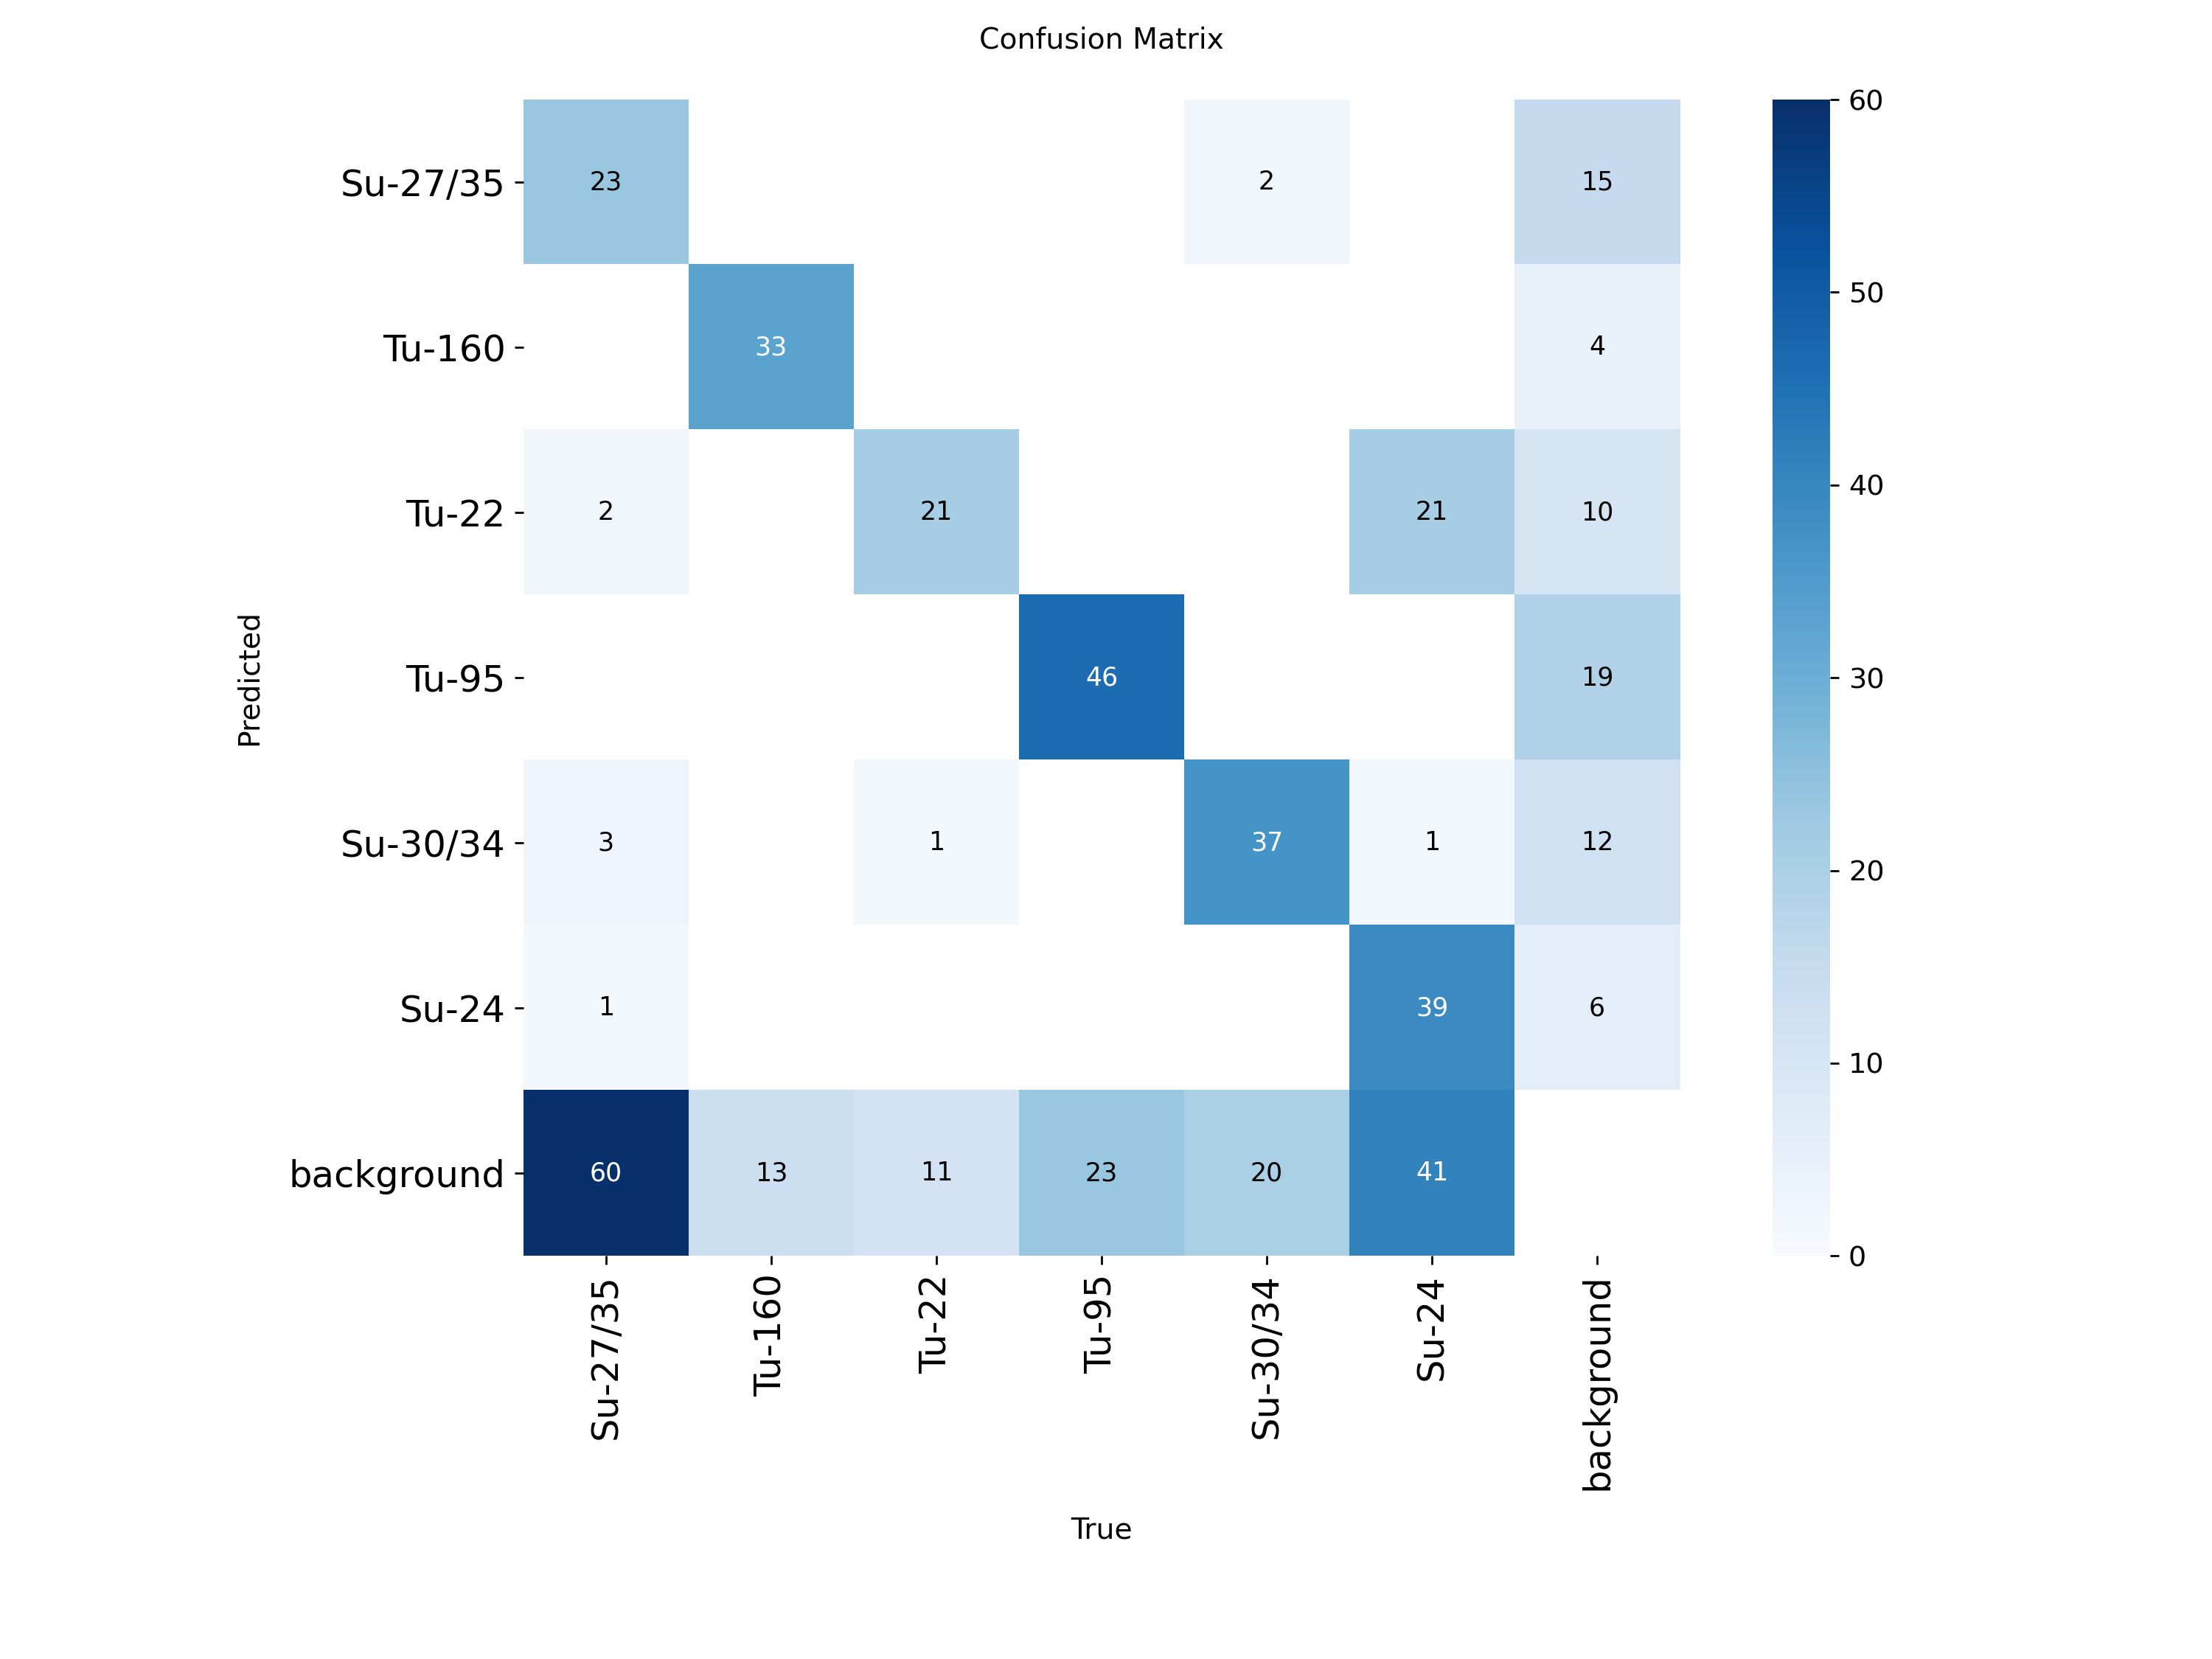 Confusion Matrix
Su-27/35 23 2 15
Tu-160 33 4
Tu-22 2 21 21 10
Tu-95 46 19
Su-30/34 3 1 37 1 12
Su-24 1 39 6
background 60 13 11 23 20 41
Su-27/35 Tu-160 Tu-22 Tu-95 Su-30/34 Su-24 background
Predicted
True
60
50
40
30
20
10
0